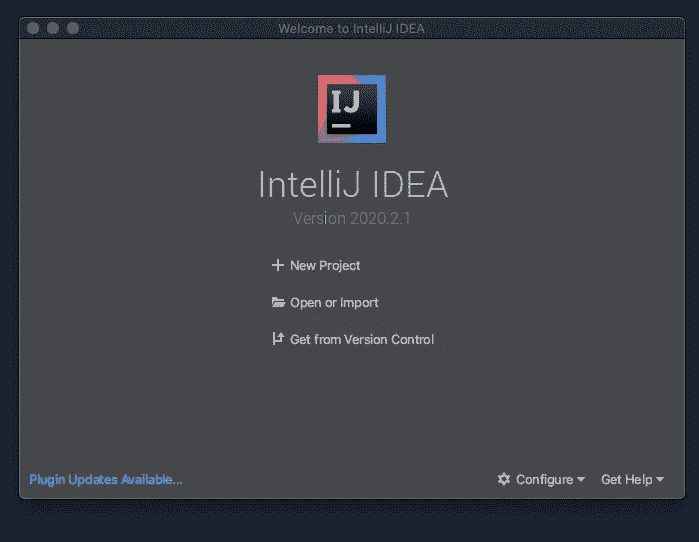 Welcome to IntelliJ IDEA
IJ
IntelliJ IDEA
Version 2020.2.1
New Project
Open or Import
Get from Version Control
Plugin Updates Available...
Configure
Get Help